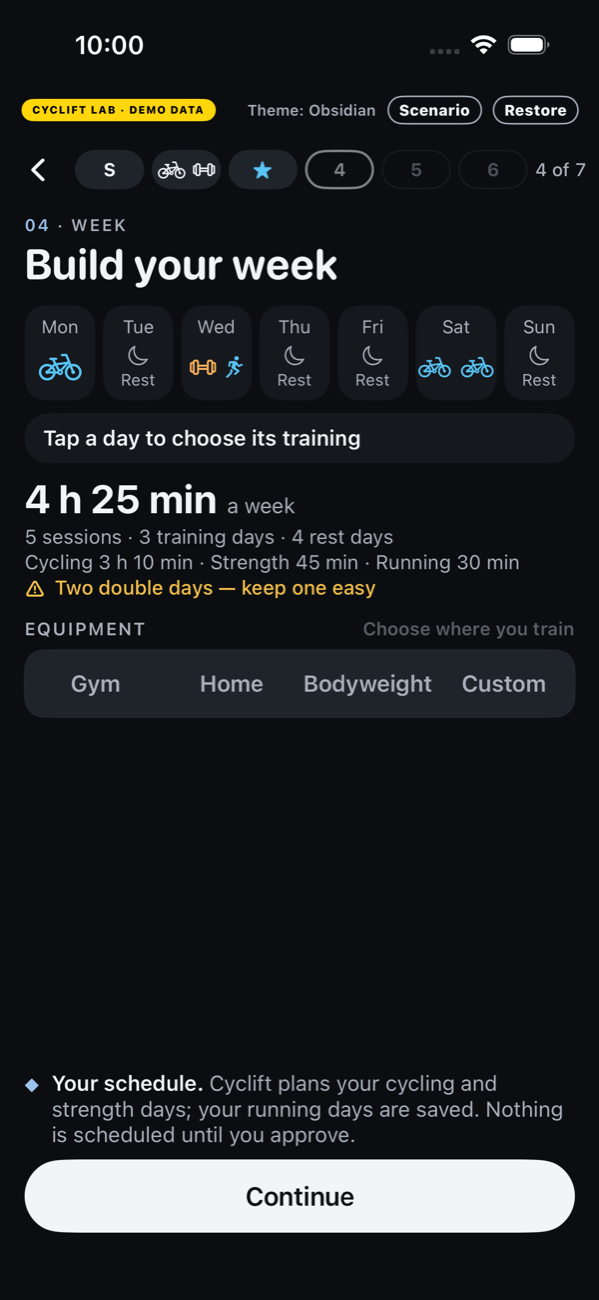 10:00
CYCLIFT LAB · DEMO DATA
Theme: Obsidian
Scenario
Restore
S
4
5
6
4 of 7
04 · WEEK
Build your week
Mon
Tue
Rest
Wed
Thu
Rest
Fri
Rest
Sat
Sun
Rest
Tap a day to choose its training
4 h 25 min a week
5 sessions · 3 training days · 4 rest days
Cycling 3 h 10 min · Strength 45 min · Running 30 min
Two double days — keep one easy
EQUIPMENT
Choose where you train
Gym
Home
Bodyweight
Custom
Your schedule. Cyclift plans your cycling and
strength days; your running days are saved. Nothing
is scheduled until you approve.
Continue